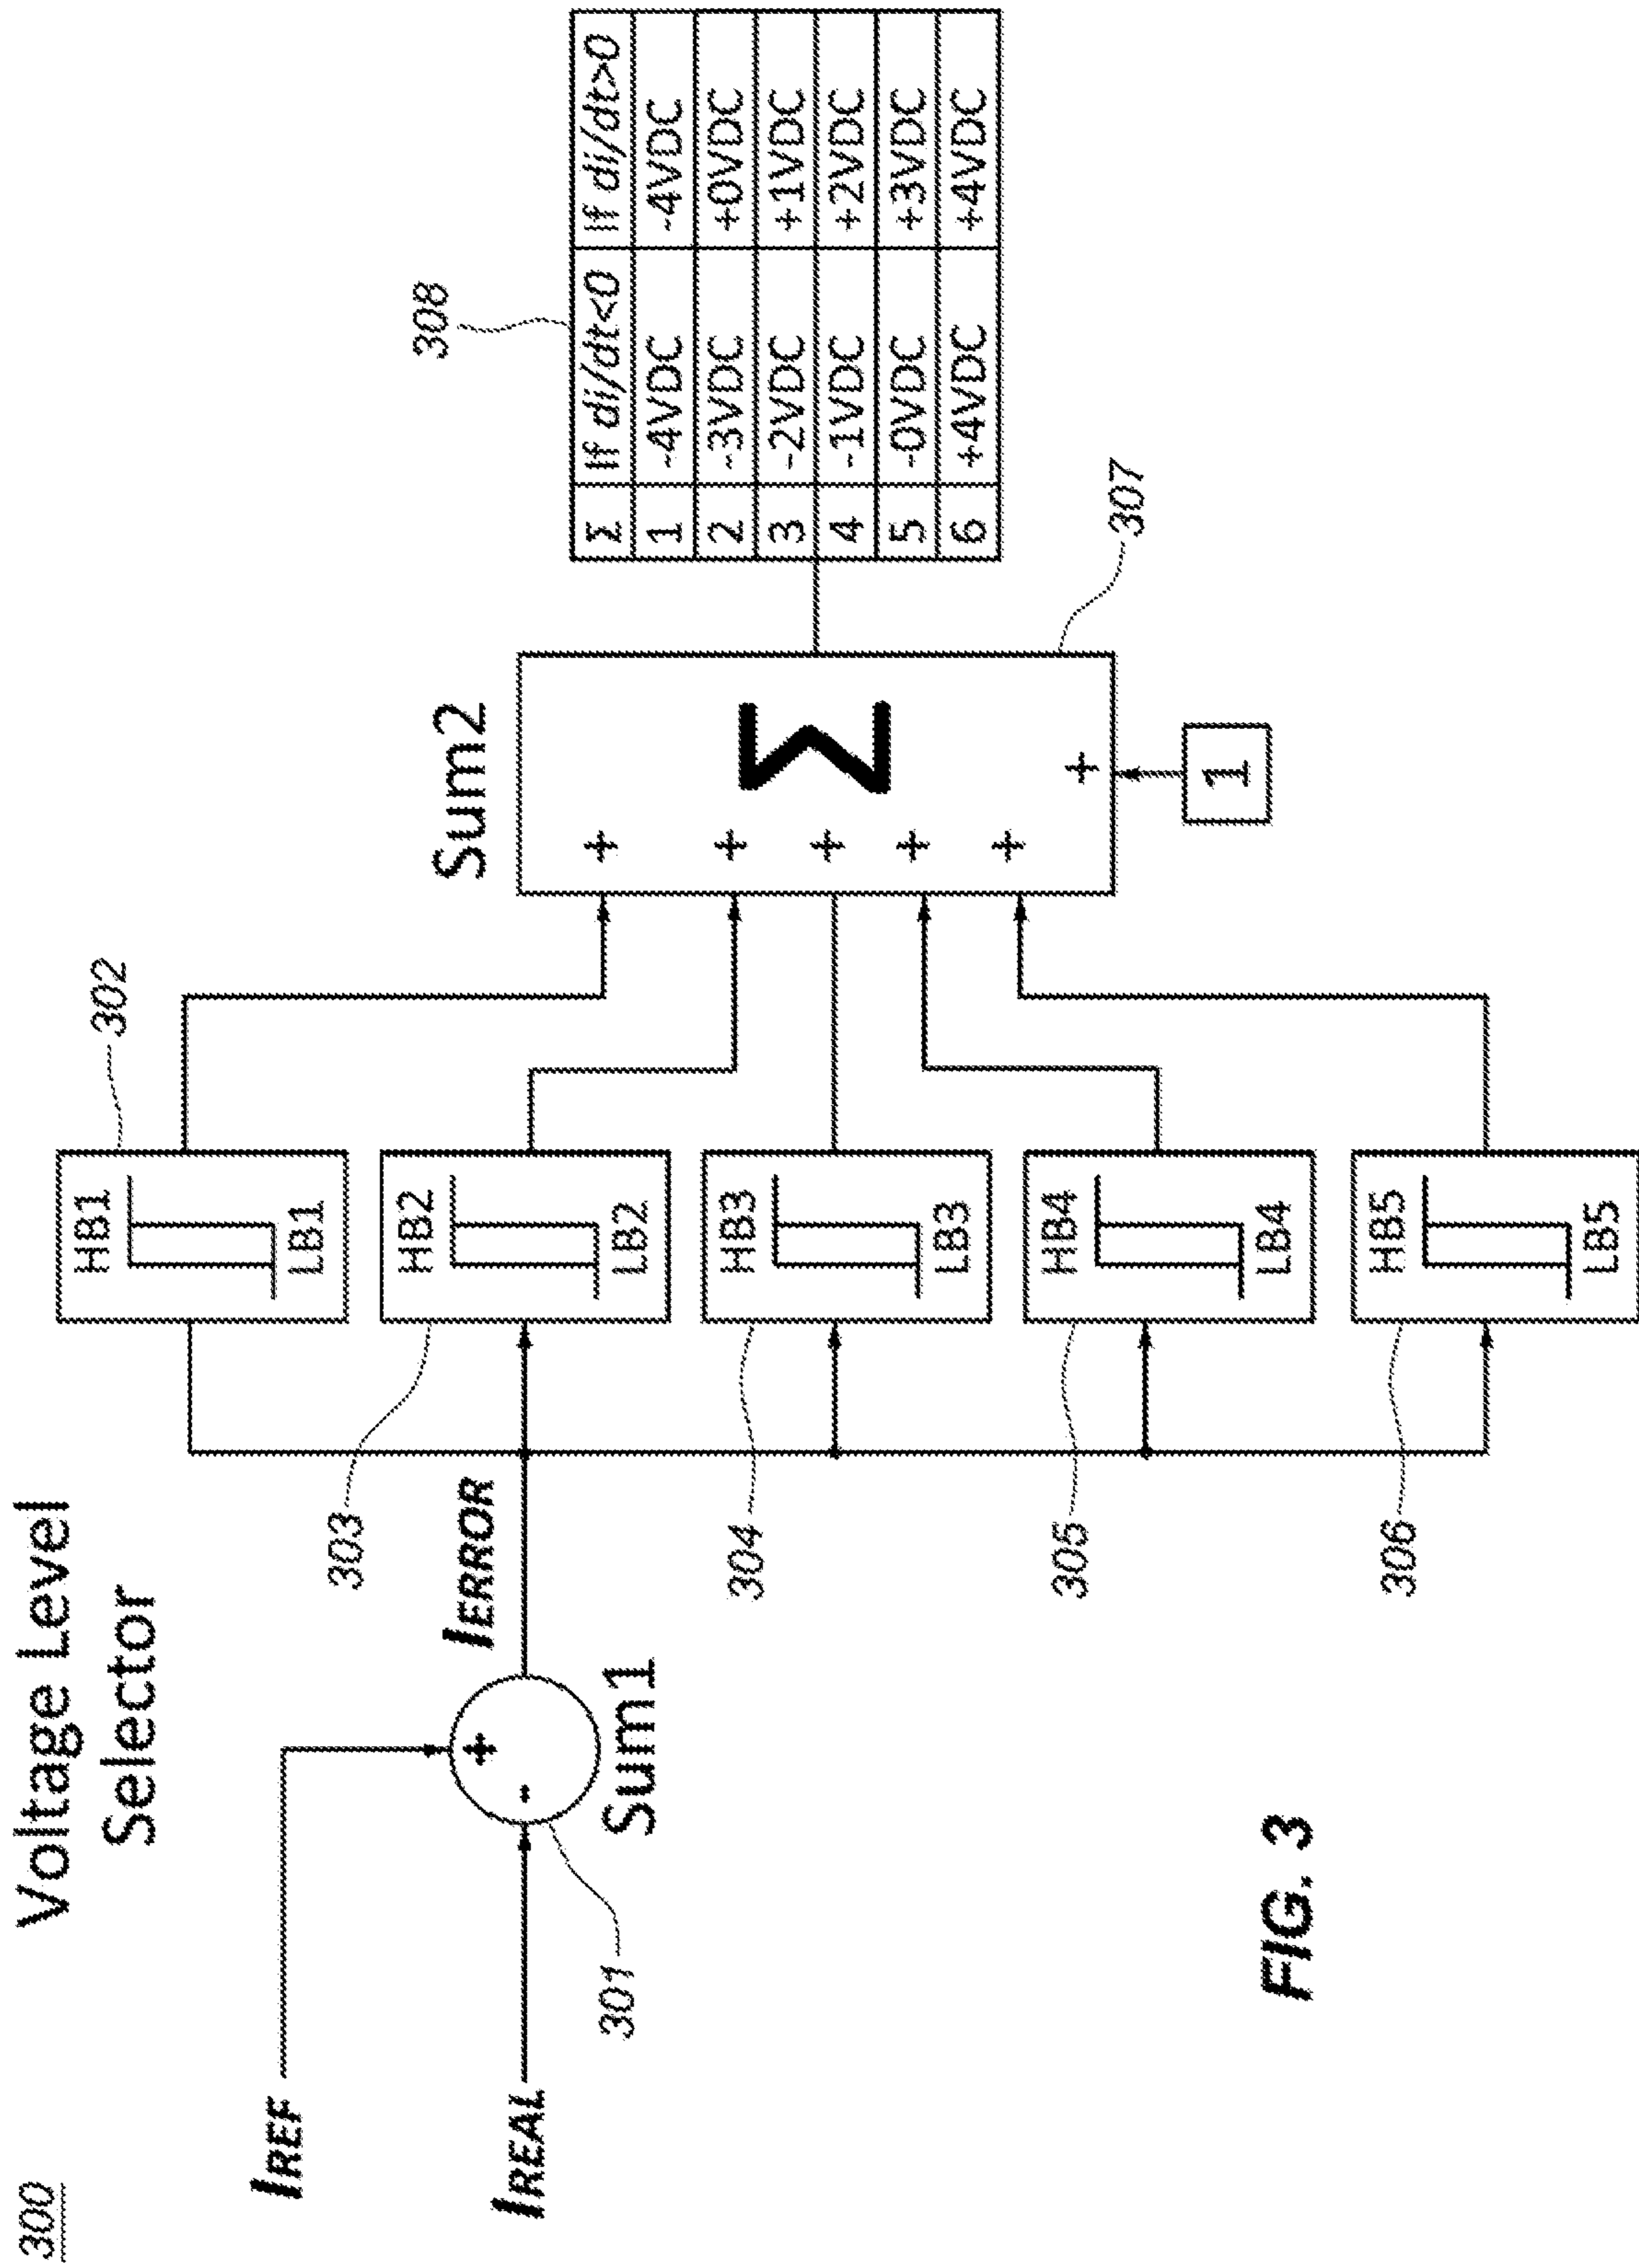 300
Voltage Level
Selector
IREF
IREAL
+
-
301
Sum1
IERROR
302
HB1
LB1
303
HB2
LB2
304
HB3
LB3
305
HB4
LB4
306
HB5
LB5
Sum2
+
+
+
+
+
+
Σ
1
307
308
Σ If di/dt<0 If di/dt>0
1 -4VDC -4VDC
2 -3VDC +0VDC
3 -2VDC +1VDC
4 -1VDC +2VDC
5 -0VDC +3VDC
6 +4VDC +4VDC
FIG. 3